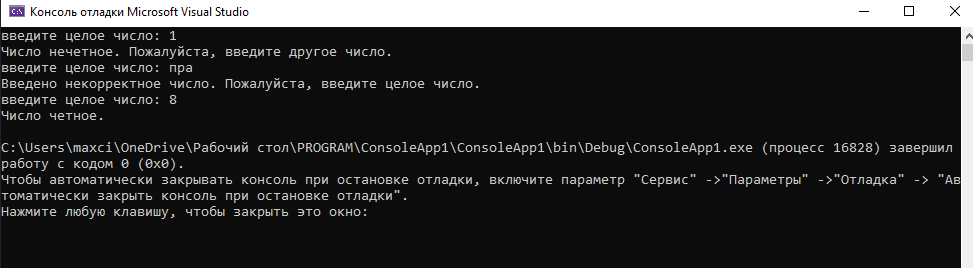 C:\ Консоль отладки Microsoft Visual Studio
введите целое число: 1
Число нечетное. Пожалуйста, введите другое число.
введите целое число: пра
Введено некорректное число. Пожалуйста, введите целое число.
введите целое число: 8
Число четное.
C:\Users\maxci\OneDrive\Рабочий стол\PROGRAM\ConsoleApp1\ConsoleApp1\bin\Debug\ConsoleApp1.exe (процесс 16828) завершил
работу с кодом 0 (0x0).
Чтобы автоматически закрывать консоль при остановке отладки, включите параметр "Сервис" ->"Параметры" ->"Отладка" -> "Ав
томатически закрыть консоль при остановке отладки".
Нажмите любую клавишу, чтобы закрыть это окно: